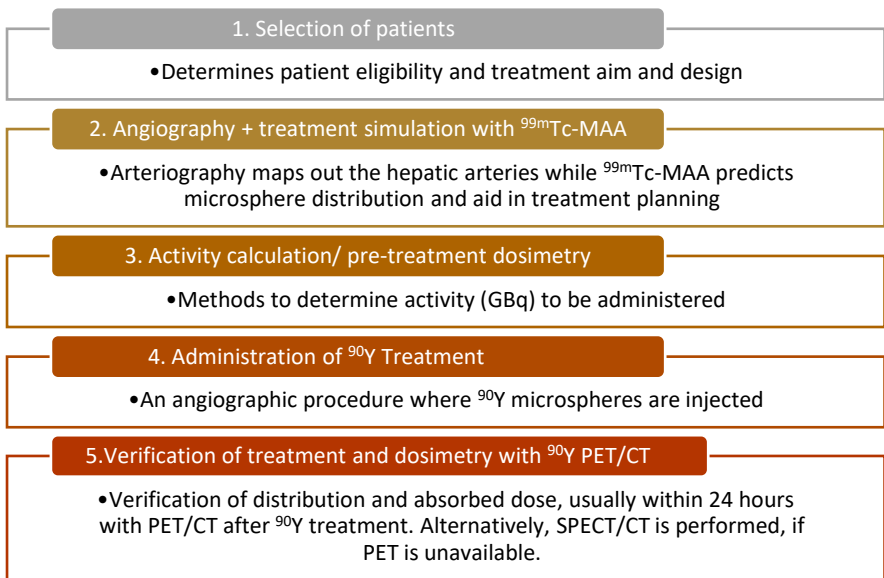 1. Selection of patients
•Determines patient eligibility and treatment aim and design
2. Angiography + treatment simulation with ⁹⁹ᵐTc-MAA
•Arteriography maps out the hepatic arteries while ⁹⁹ᵐTc-MAA predicts
microsphere distribution and aid in treatment planning
3. Activity calculation/ pre-treatment dosimetry
•Methods to determine activity (GBq) to be administered
4. Administration of ⁹⁰Y Treatment
•An angiographic procedure where ⁹⁰Y microspheres are injected
5.Verification of treatment and dosimetry with ⁹⁰Y PET/CT
•Verification of distribution and absorbed dose, usually within 24 hours
with PET/CT after ⁹⁰Y treatment. Alternatively, SPECT/CT is performed, if
PET is unavailable.